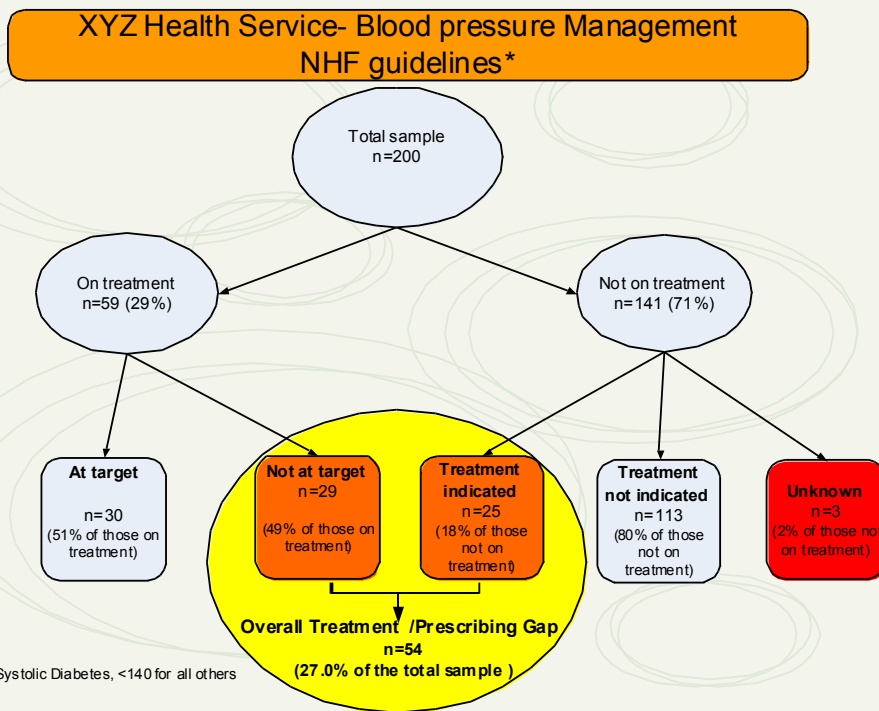 XYZ Health Service- Blood pressure Management
NHF guidelines*
Total sample
n=200
On treatment
n=59 (29%)
Not on treatment
n=141 (71%)
At target
n=30
(51% of those on
treatment)
Not at target
n=29
(49% of those on
treatment)
Treatment
indicated
n=25
(18% of those
not on
treatment)
Treatment
not indicated
n=113
(80% of those
not on
treatment)
Unknown
n=3
(2% of those not
on treatment)
Overall Treatment /Prescribing Gap
n=54
(27.0% of the total sample )
Systolic Diabetes, <140 for all others